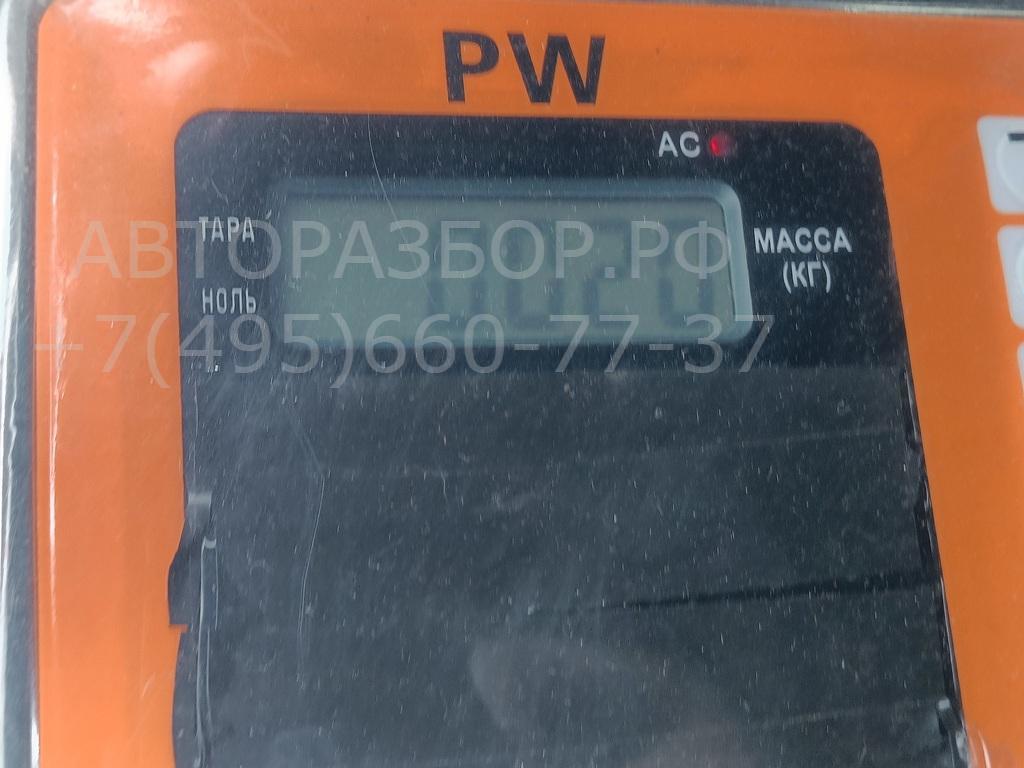 PW
AC
ТАРА
МАССА
(КГ)
НОЛЬ
АВТОРАЗБОР.РФ
+7(495)660-77-37